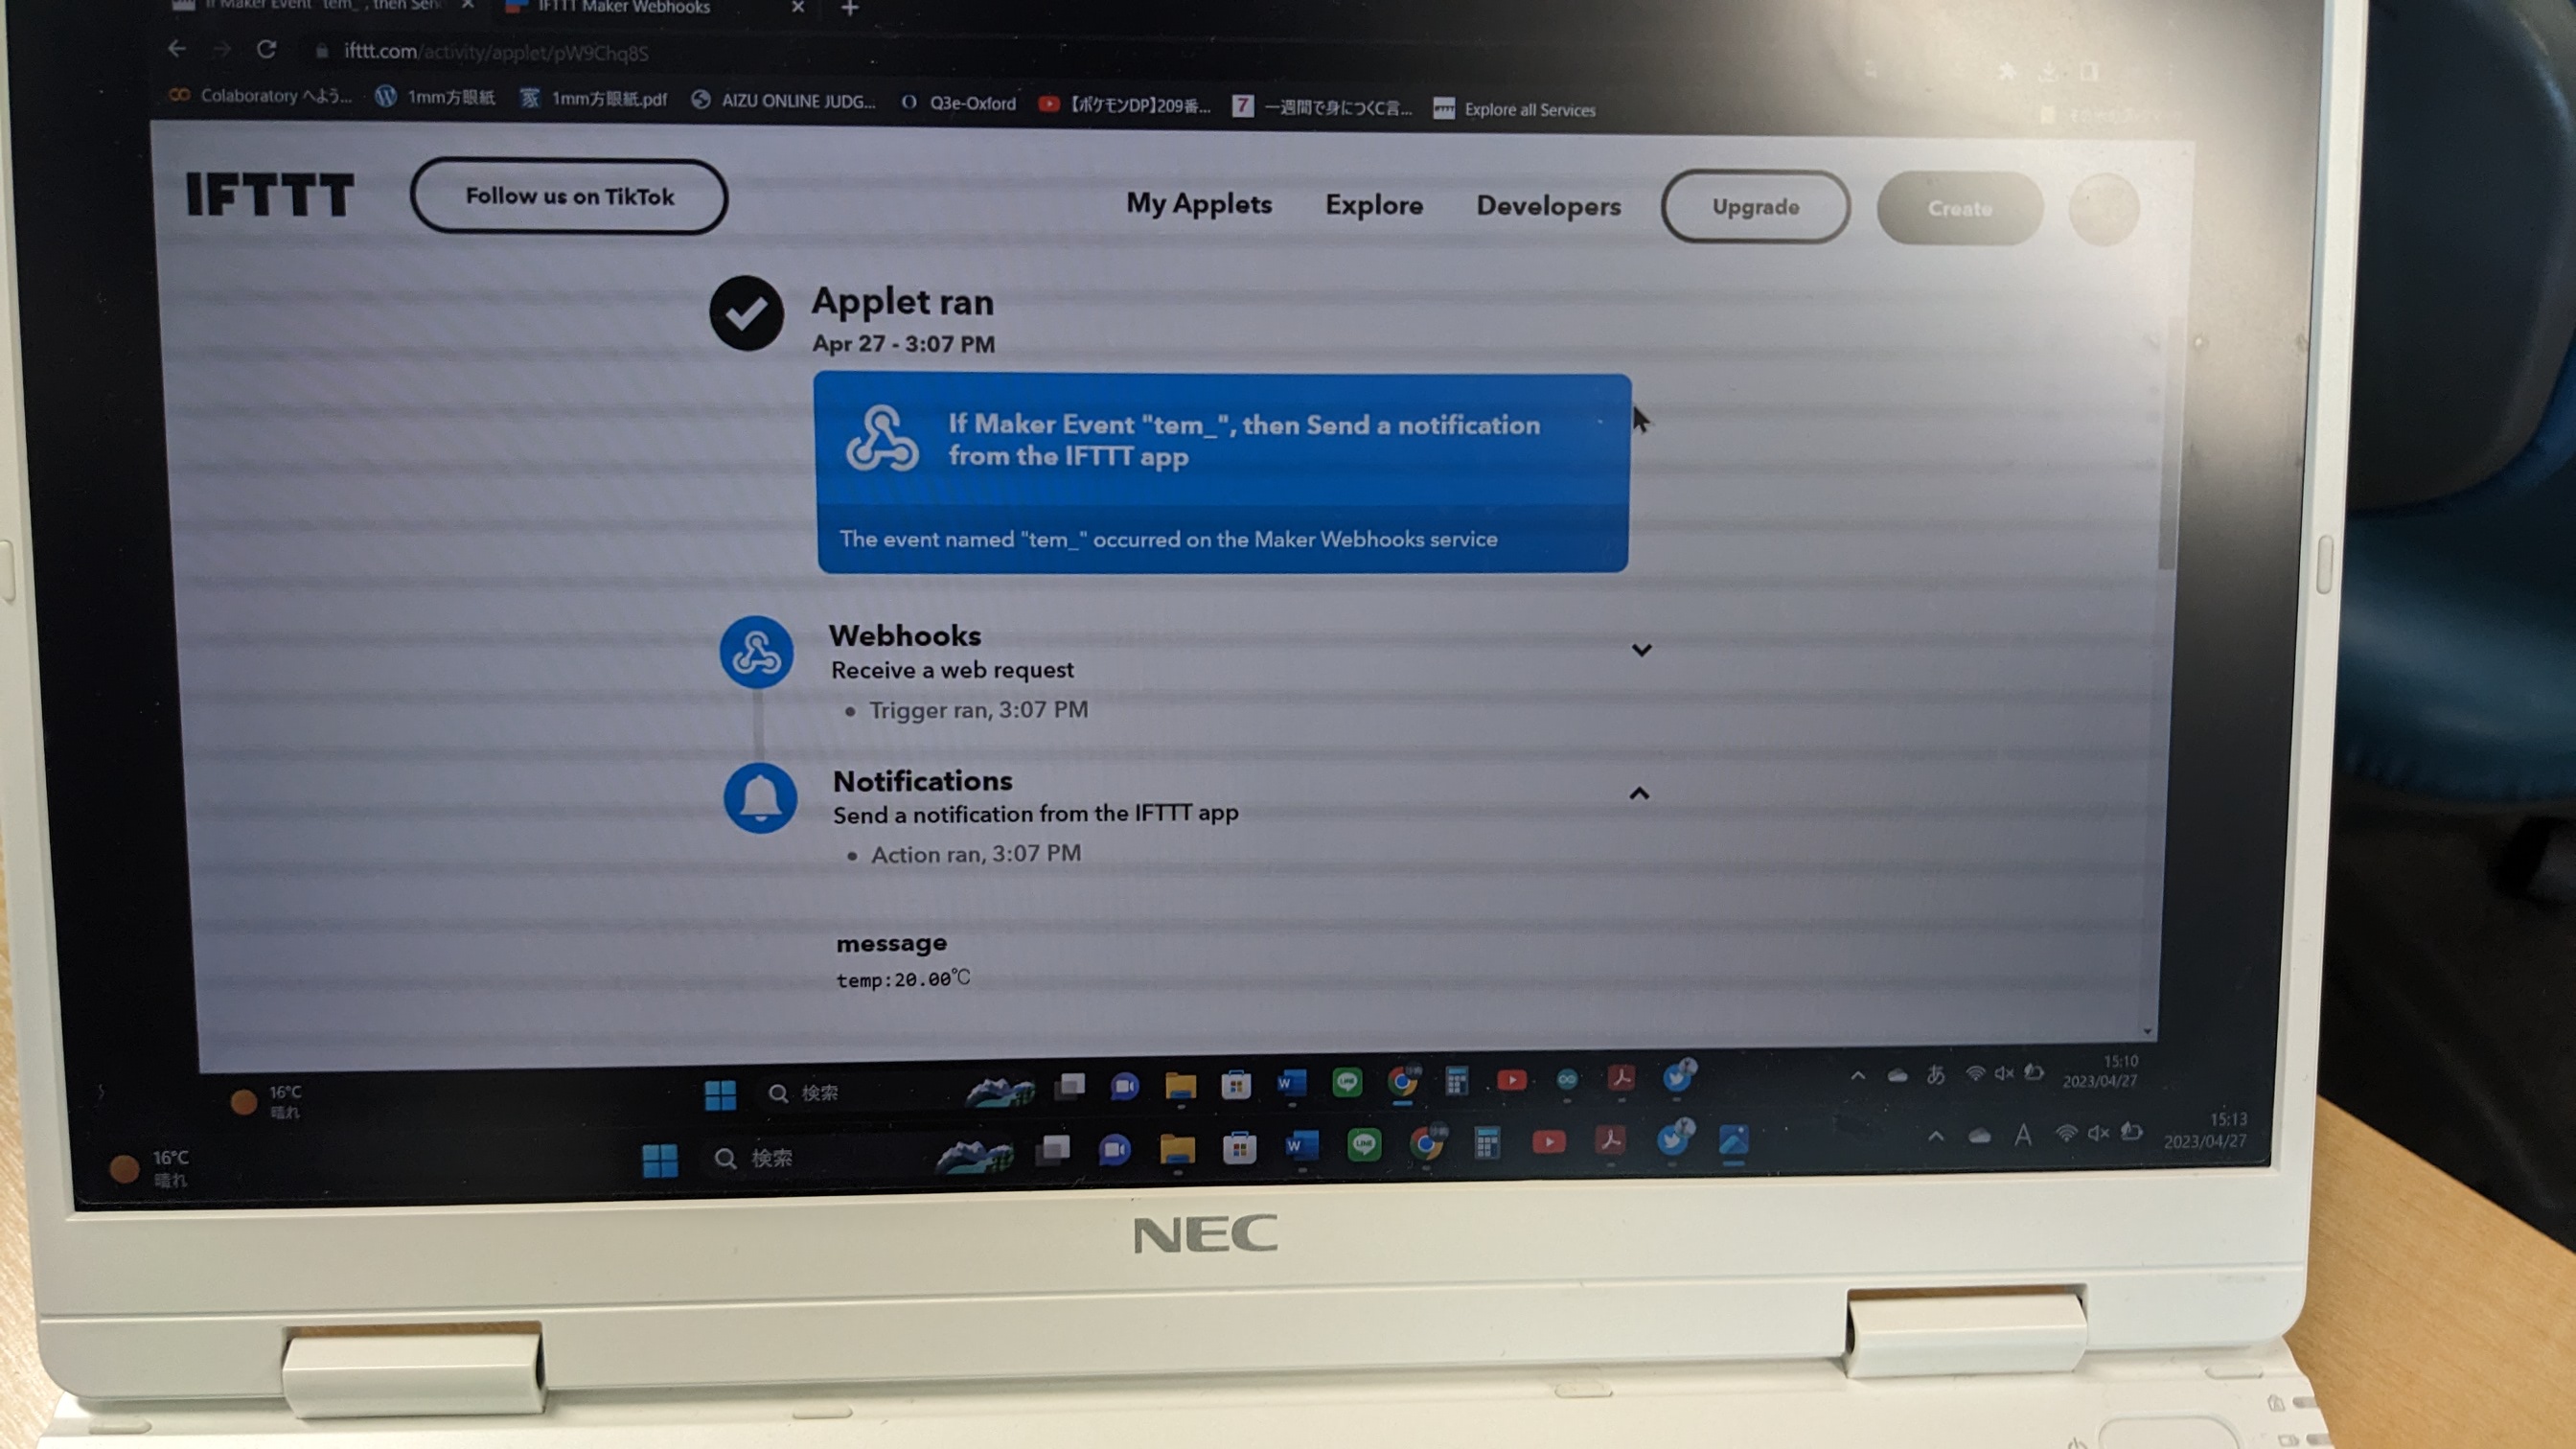 If Maker Event "tem_", then Sen
IFTTT Maker Webhooks
ifttt.com/activity/applet/pW9Chq8S
Colaboratory へよう...
1mm方眼紙
1mm方眼紙.pdf
AIZU ONLINE JUDG...
Q3e-Oxford
【ポケモンDP】209番...
7
一週間で身につくC言...
Explore all Services
IFTTT
Follow us on TikTok
My Applets
Explore
Developers
Upgrade
Create
Applet ran
Apr 27 - 3:07 PM
If Maker Event "tem_", then Send a notification
from the IFTTT app
The event named "tem_" occurred on the Maker Webhooks service
Webhooks
Receive a web request
Trigger ran, 3:07 PM
Notifications
Send a notification from the IFTTT app
Action ran, 3:07 PM
message
temp:20.00℃
16°C
晴れ
検索
W
LINE
あ
15:10
2023/04/27
16°C
晴れ
検索
W
LINE
A
15:13
2023/04/27
NEC